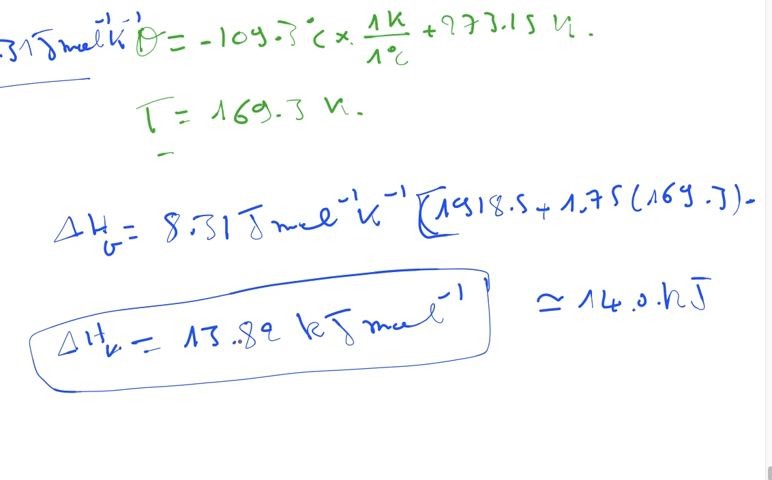 .31 J mol⁻¹ K⁻¹ θ = -109.3 °C × 1K/1°C + 273.15 K.
T = 169.3 K.
ΔHᵥ = 8.31 J mol⁻¹ K⁻¹ [1918.5 + 1.75 (169.3) -
ΔHᵥ = 13.82 kJ mol⁻¹ ≃ 14.0 kJ